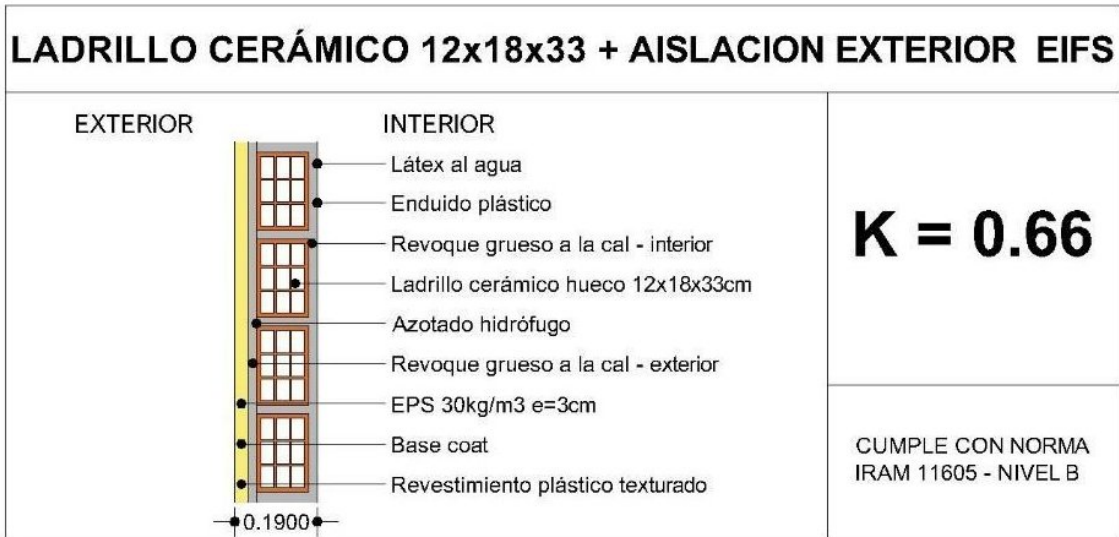 LADRILLO CERÁMICO 12x18x33 + AISLACION EXTERIOR EIFS
EXTERIOR
INTERIOR
Látex al agua
Enduido plástico
Revoque grueso a la cal - interior
Ladrillo cerámico hueco 12x18x33cm
Azotado hidrófugo
Revoque grueso a la cal - exterior
EPS 30kg/m3 e=3cm
Base coat
Revestimiento plástico texturado
0.1900
K = 0.66
CUMPLE CON NORMA
IRAM 11605 - NIVEL B